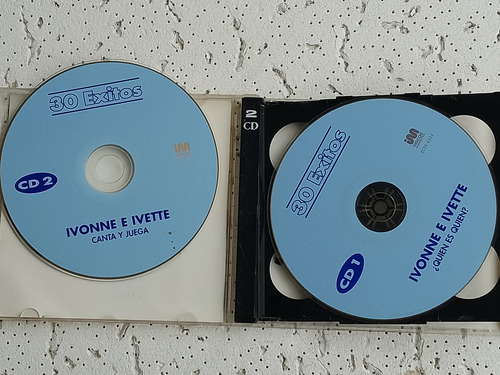 30 Exitos
CD 2
IVONNE E IVETTE
CANTA Y JUEGA
2
CD
30 Exitos
CD 1
IVONNE E IVETTE
¿QUIEN ES QUIEN?